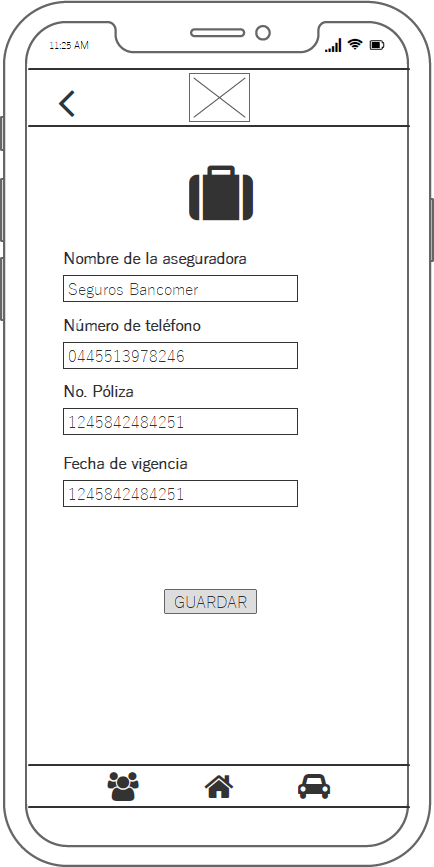 11:25 AM
Nombre de la aseguradora
Seguros Bancomer
Número de teléfono
0445513978246
No. Póliza
1245842484251
Fecha de vigencia
1245842484251
GUARDAR